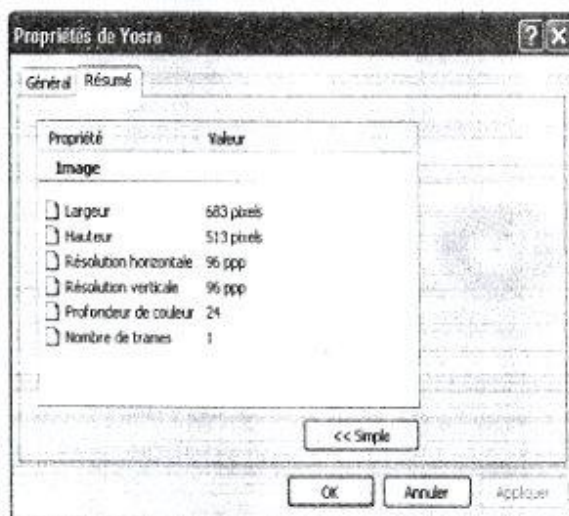 Propriétés de Yosra
Général Résumé
Propriété Valeur
Image
Largeur 683 pixels
Hauteur 513 pixels
Résolution horizontale 96 ppp
Résolution verticale 96 ppp
Profondeur de couleur 24
Nombre de trames 1
<< Simple
OK Annuler Appliquer